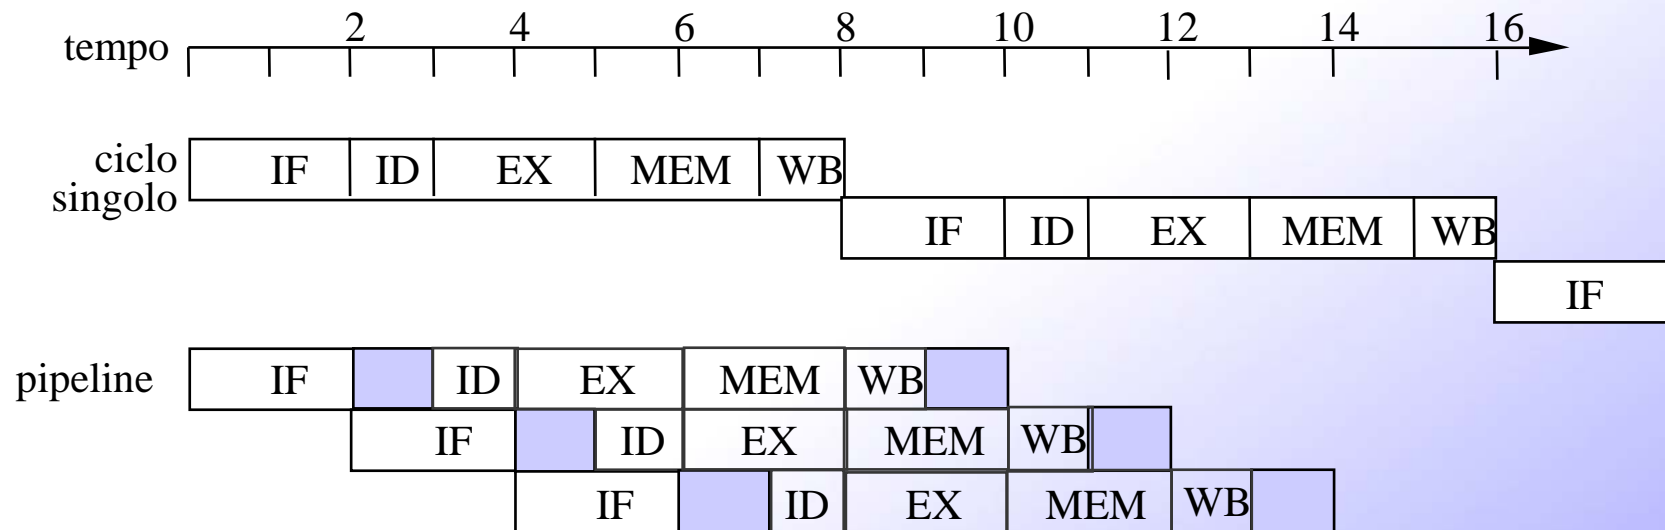 2 4 6 8 10 12 14 16
tempo
ciclo
singolo
IF ID EX MEM WB
IF ID EX MEM WB
IF
pipeline IF ID EX MEM WB
IF ID EX MEM WB
IF ID EX MEM WB